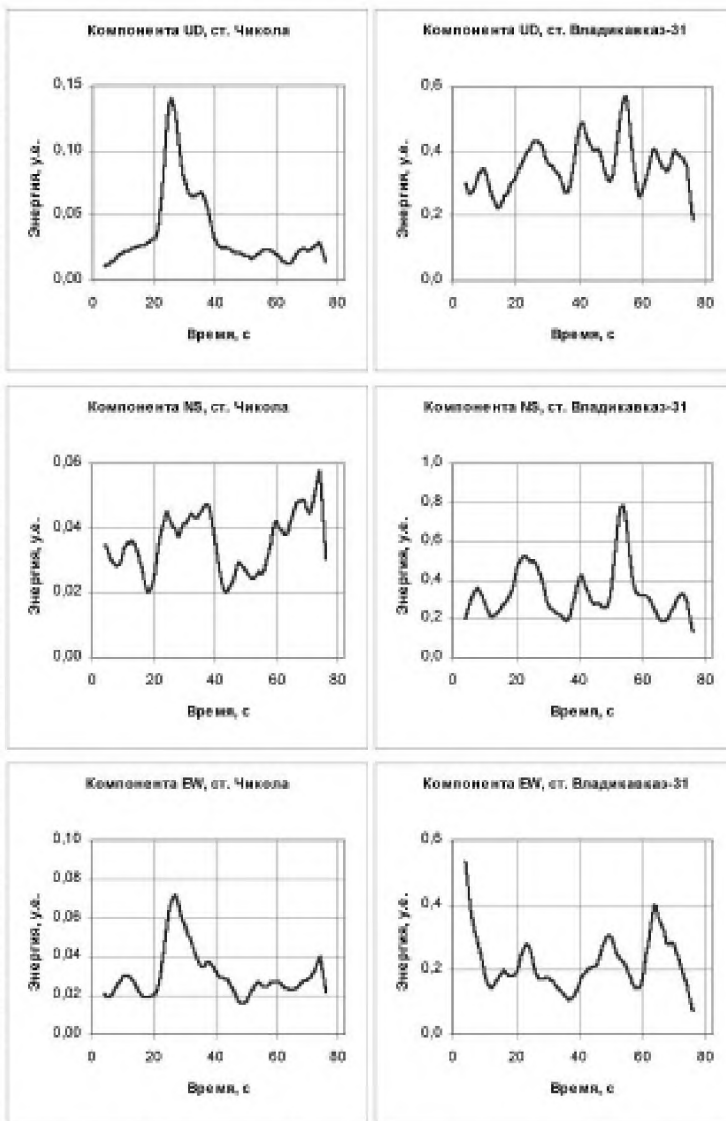 Компонента UD, ст. Чикола
Энергия, у.е.
0,15
0,10
0,05
0,00
0 20 40 60 80
Время, с
Компонента UD, ст. Владикавказ-31
Энергия, у.е.
0,6
0,4
0,2
0,0
0 20 40 60 80
Время, с
Компонента NS, ст. Чикола
Энергия, у.е.
0,06
0,04
0,02
0,00
0 20 40 60 80
Время, с
Компонента NS, ст. Владикавказ-31
Энергия, у.е.
1,0
0,8
0,6
0,4
0,2
0,0
0 20 40 60 80
Время, с
Компонента EW, ст. Чикола
Энергия, у.е.
0,10
0,08
0,06
0,04
0,02
0,00
0 20 40 60 80
Время, с
Компонента EW, ст. Владикавказ-31
Энергия, у.е.
0,6
0,4
0,2
0,0
0 20 40 60 80
Время, с